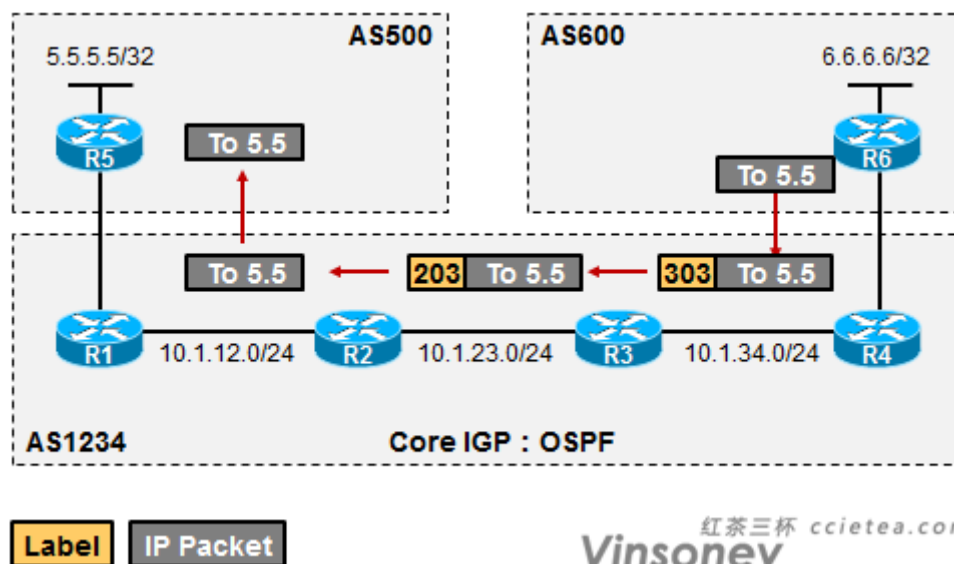 AS500
AS600
5.5.5.5/32
6.6.6.6/32
R5
To 5.5
R6
To 5.5
To 5.5
203 To 5.5
303 To 5.5
R1
10.1.12.0/24
R2
10.1.23.0/24
R3
10.1.34.0/24
R4
AS1234
Core IGP：OSPF
Label
IP Packet
红茶三杯 ccietea.com
Vinsoney